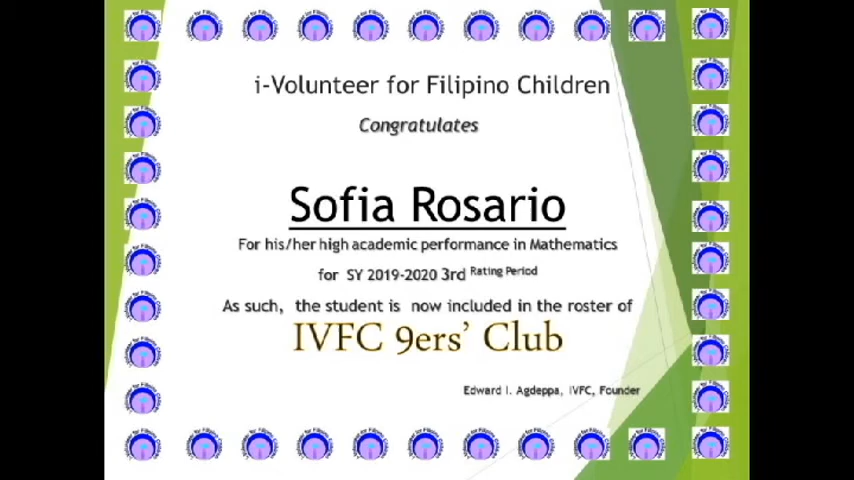 i-Volunteer for Filipino Children
Congratulates
Sofia Rosario
For his/her high academic performance in Mathematics
for SY 2019-2020 3rd Rating Period
As such, the student is now included in the roster of
IVFC 9ers' Club
Edward I. Agdeppa, IVFC, Founder